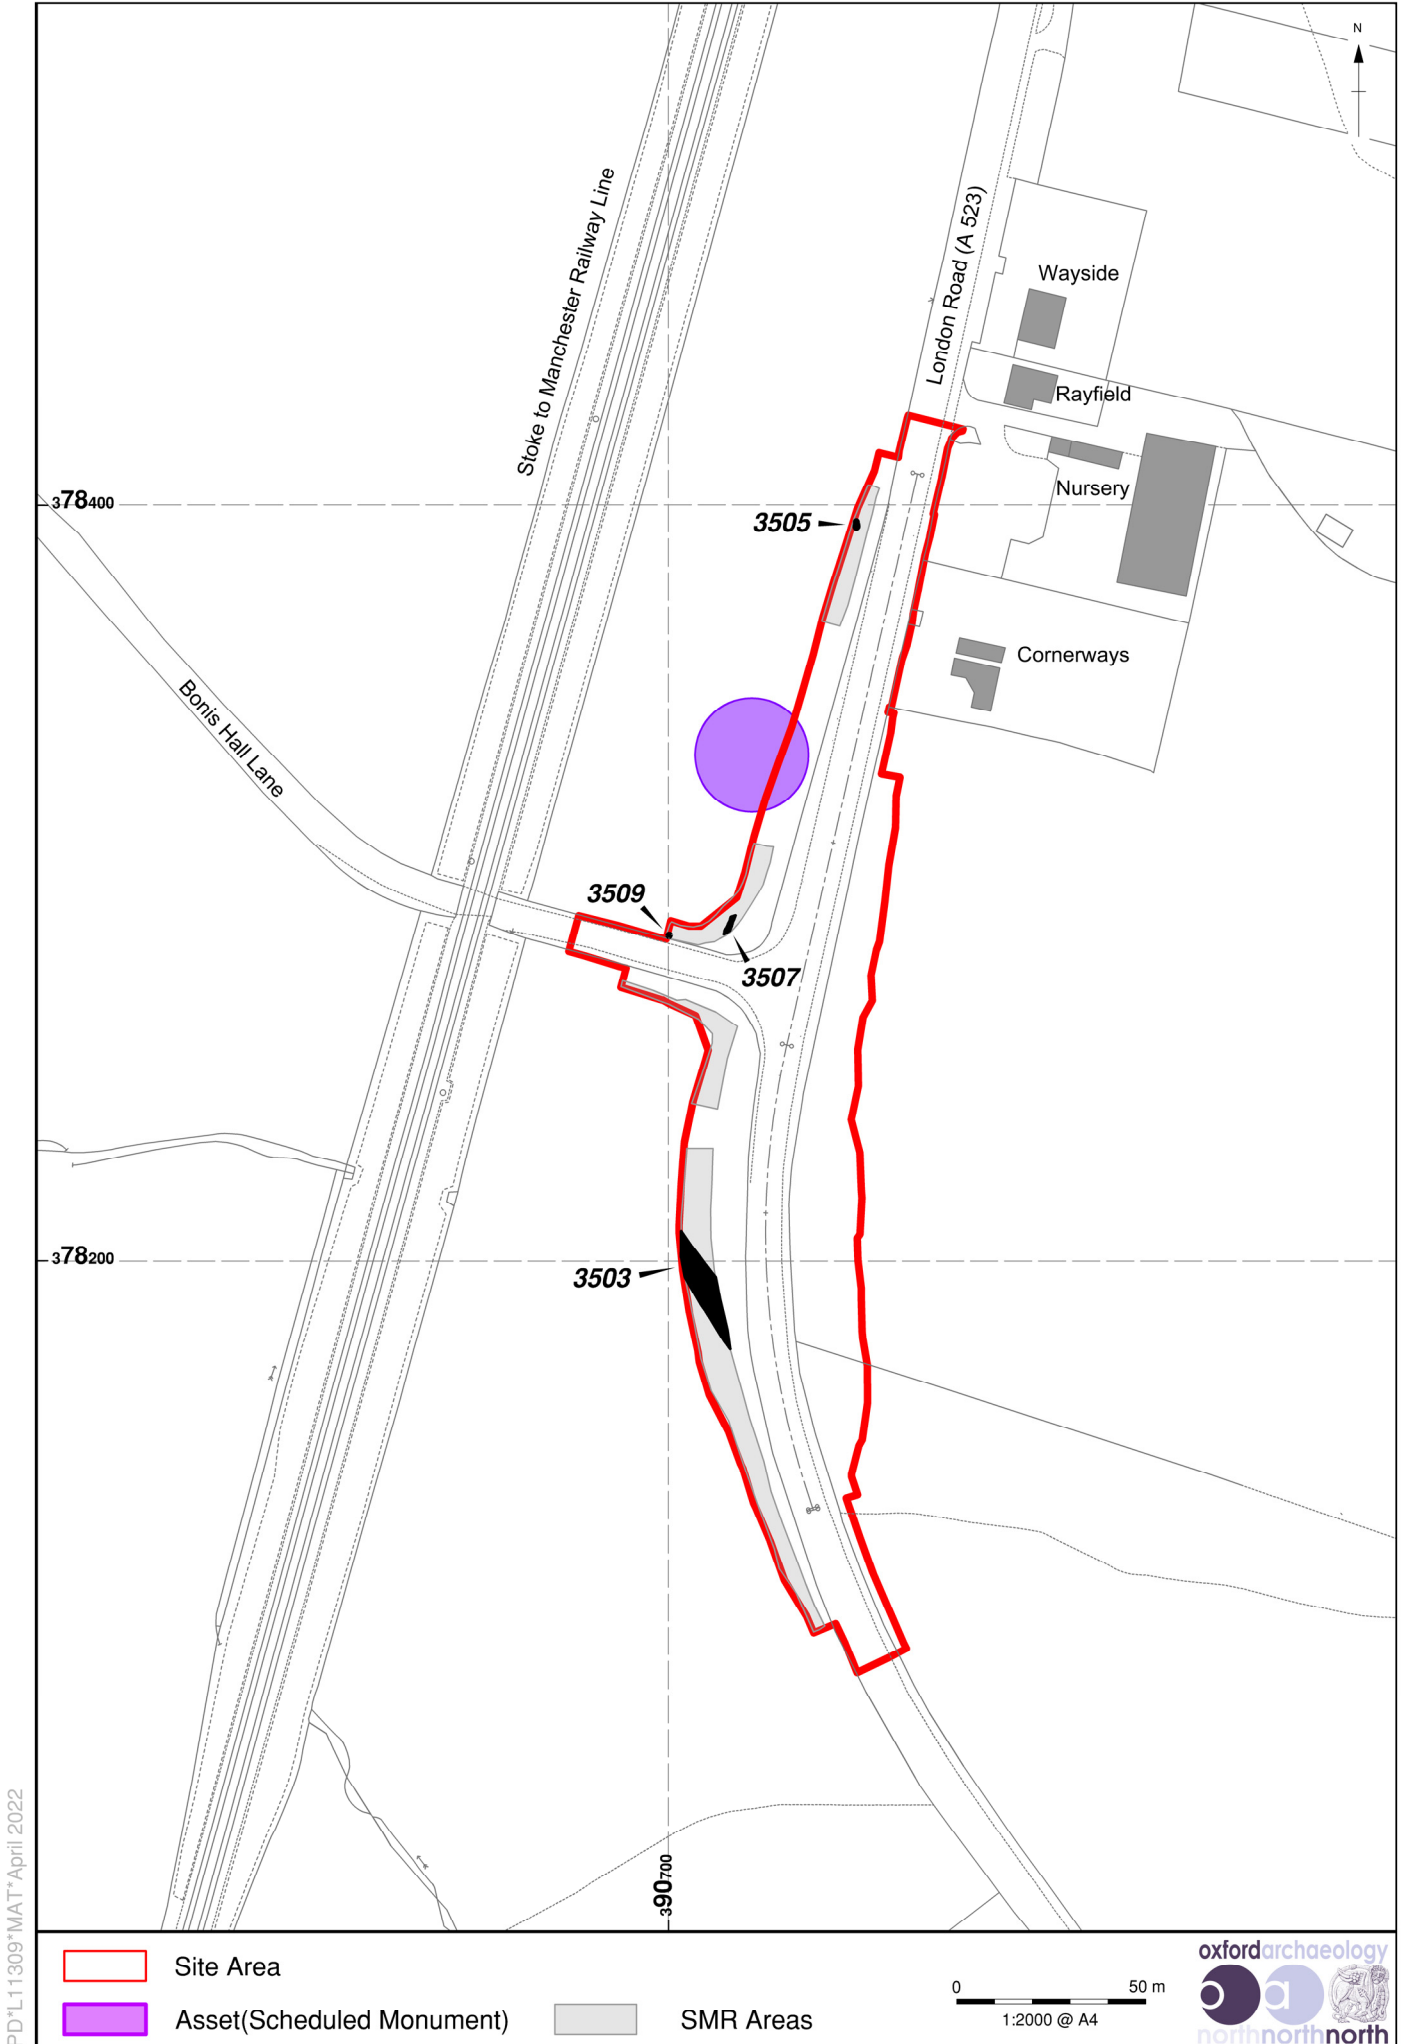 N
Stoke to Manchester Railway Line
London Road (A 523)
Wayside
Rayfield
Nursery
378400
3505
Cornerways
Bonis Hall Lane
3509
3507
378200
3503
390700
PD*L11309*MAT*April 2022
Site Area
Asset(Scheduled Monument)
SMR Areas
0 50 m
1:2000 @ A4
oxfordarchaeology
oa
northnorthnorth